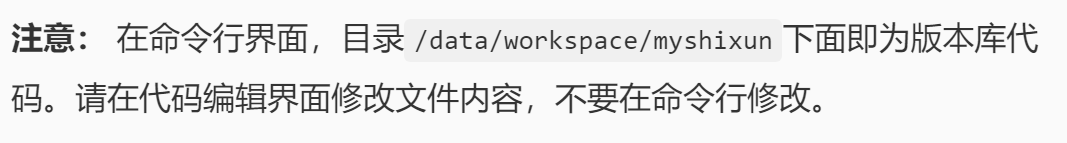 注意： 在命令行界面，目录 /data/workspace/myshixun 下面即为版本库代
码。请在代码编辑界面修改文件内容，不要在命令行修改。